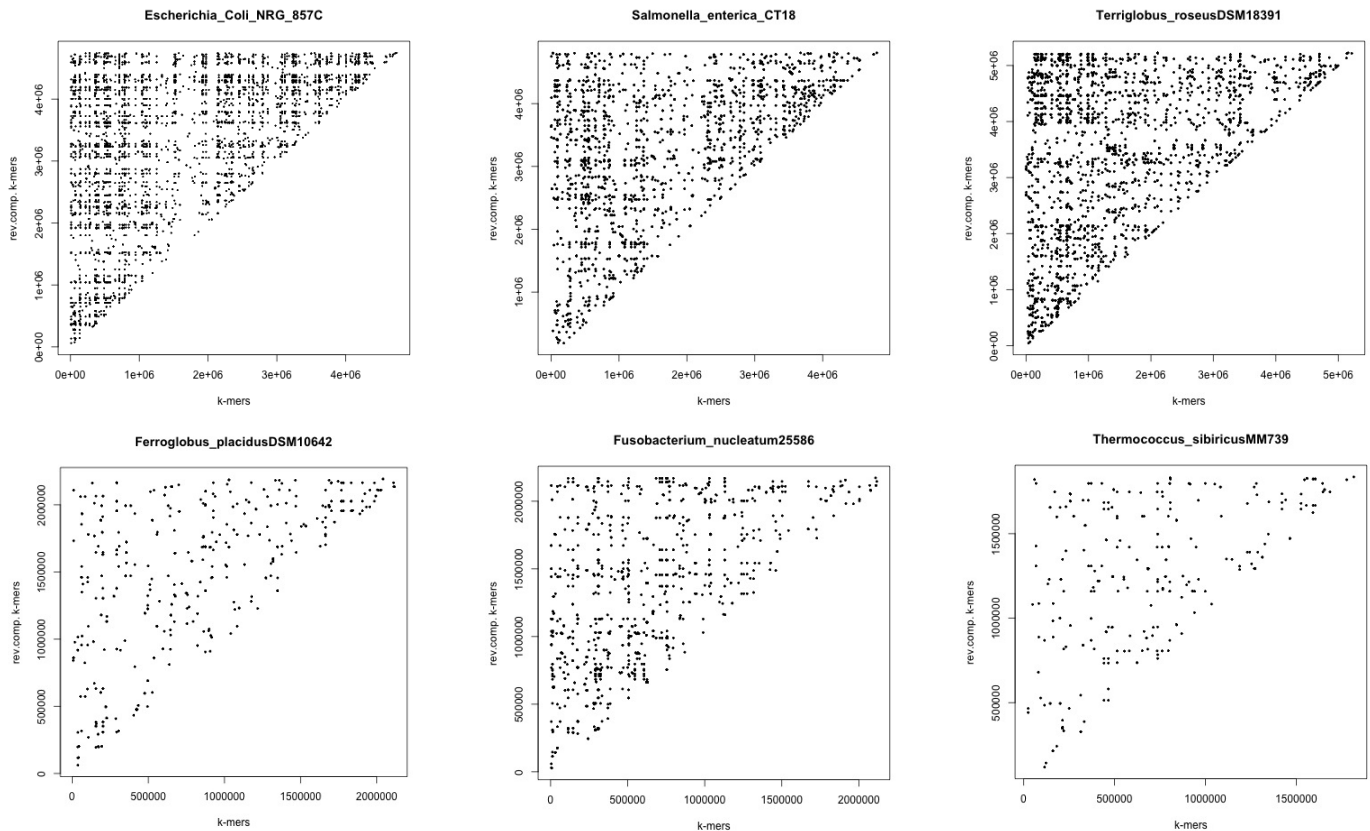 Escherichia_Coli_NRG_857C
rev.comp. k-mers
4e+06
3e+06
2e+06
1e+06
0e+00
0e+00 1e+06 2e+06 3e+06 4e+06
k-mers
Salmonella_enterica_CT18
rev.comp. k-mers
4e+06
3e+06
2e+06
1e+06
0e+00 1e+06 2e+06 3e+06 4e+06
k-mers
Terriglobus_roseusDSM18391
rev.comp. k-mers
5e+06
4e+06
3e+06
2e+06
1e+06
0e+00
0e+00 1e+06 2e+06 3e+06 4e+06 5e+06
k-mers
Ferroglobus_placidusDSM10642
rev.comp. k-mers
2000000
1500000
1000000
500000
0
0 500000 1000000 1500000 2000000
k-mers
Fusobacterium_nucleatum25586
rev.comp. k-mers
2000000
1500000
1000000
500000
0
0 500000 1000000 1500000 2000000
k-mers
Thermococcus_sibiricusMM739
rev.comp. k-mers
1500000
1000000
500000
0 500000 1000000 1500000
k-mers